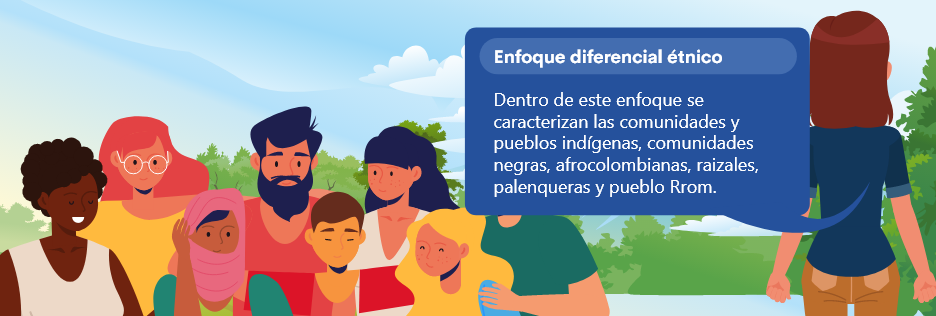 Enfoque diferencial étnico
Dentro de este enfoque se
caracterizan las comunidades y
pueblos indígenas, comunidades
negras, afrocolombianas, raizales,
palenqueras y pueblo Rrom.